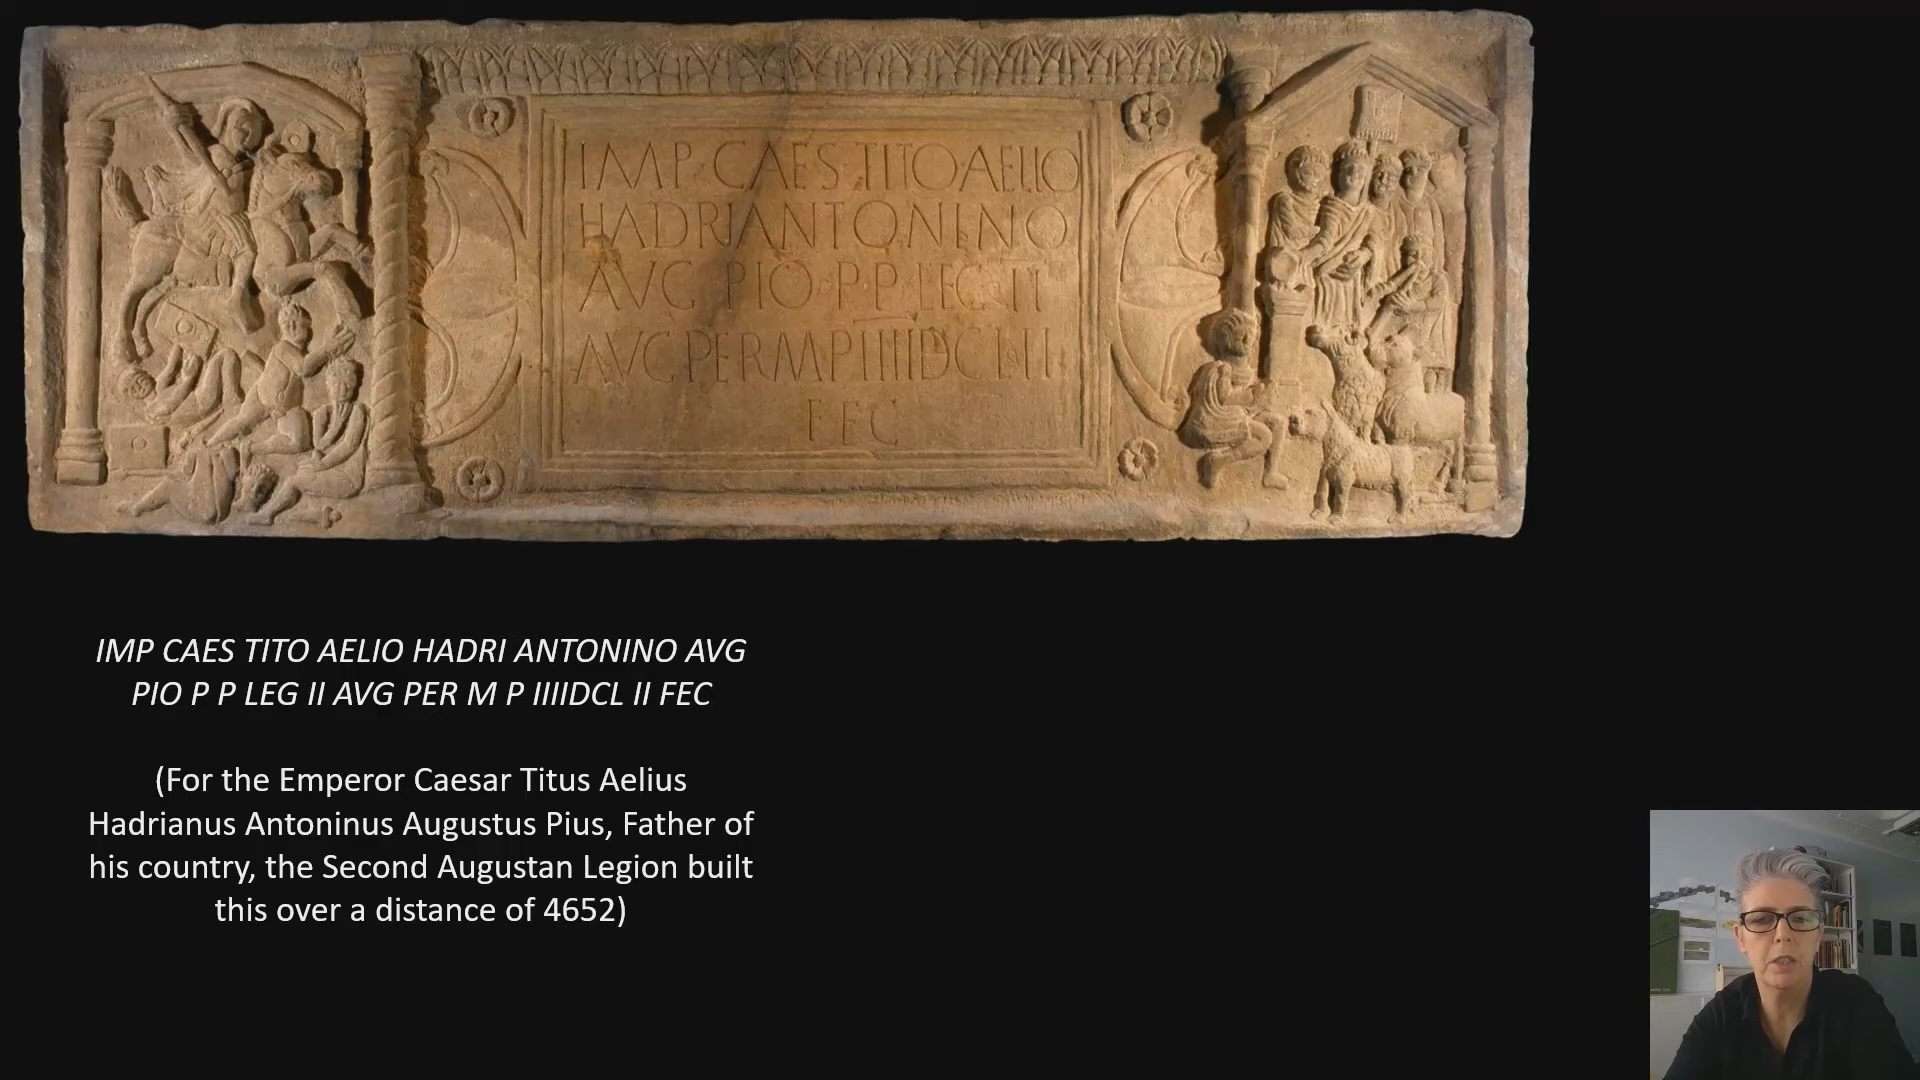 IMP CAES TITO AELIO
HADRI ANTONINO
AVG PIO P P LEG II
AVG PER M P IIIIDCLII
FEC
IMP CAES TITO AELIO HADRI ANTONINO AVG
PIO P P LEG II AVG PER M P IIIIDCL II FEC
(For the Emperor Caesar Titus Aelius
Hadrianus Antoninus Augustus Pius, Father of
his country, the Second Augustan Legion built
this over a distance of 4652)